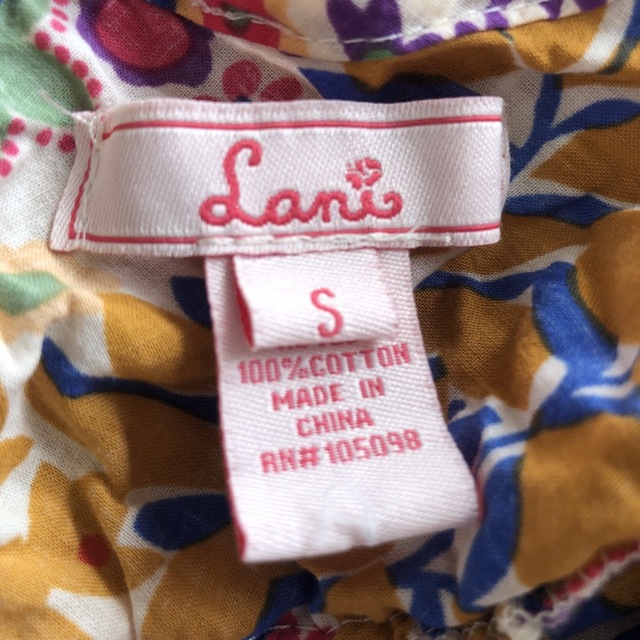 Lani
S
100%COTTON
MADE IN
CHINA
RN#105098